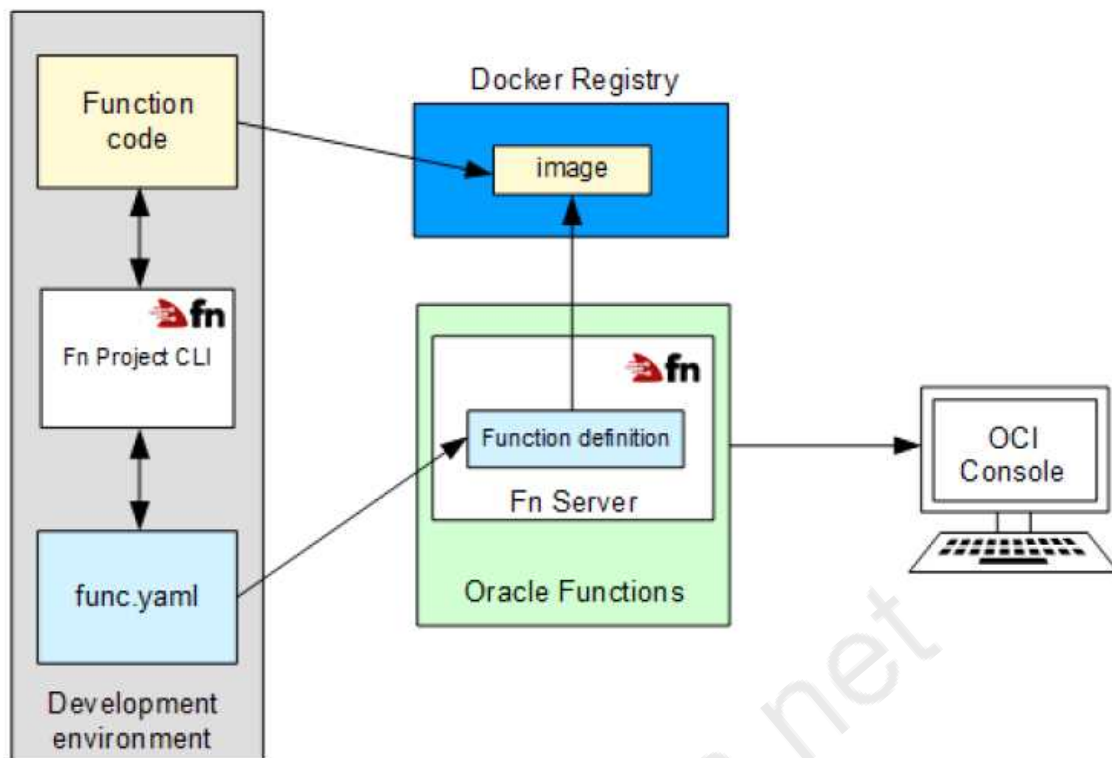 Function
code
fn
Fn Project CLI
func.yaml
Development
environment
Docker Registry
image
fn
Function definition
Fn Server
Oracle Functions
OCI
Console
net